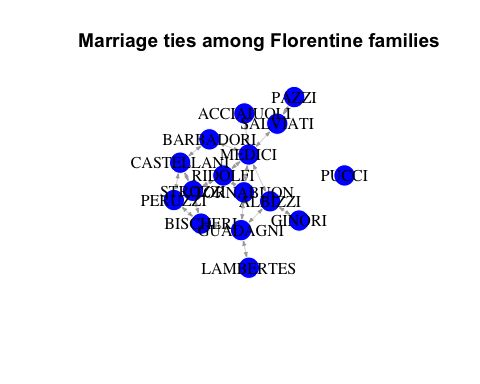 Marriage ties among Florentine families
PAZZI
ACCIAIUOLI
SALVIATI
BARBADORI
MEDICI
CASTELLANI
RIDOLFI
PUCCI
STROZZI
TORNABUON
PERUZZI
ALBIZZI
GINORI
BISCHERI
GUADAGNI
LAMBERTES